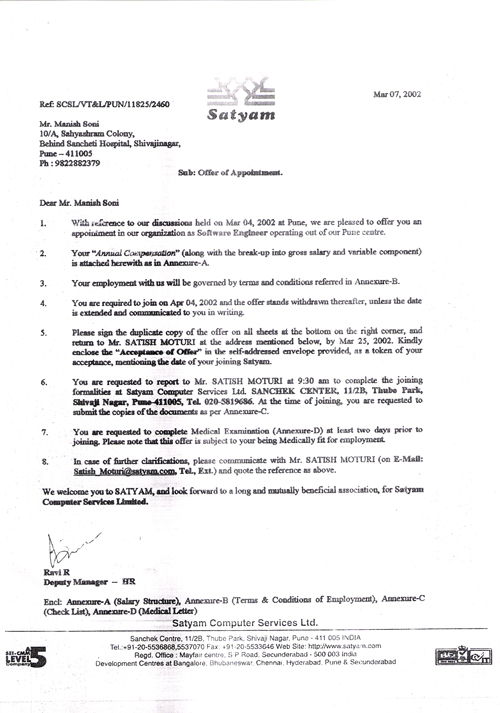 Mar 07, 2002
Satyam
Ref: SCSL/VT&L/PUN/11825/2460
Mr. Manish Soni
10/A, Sahyashram Colony,
Behind Sancheti Hospital, Shivajinagar,
Pune – 411005
Ph : 9822882379
Sub: Offer of Appointment.
Dear Mr. Manish Soni
1. With reference to our discussions held on Mar 04, 2002 at Pune, we are pleased to offer you an
appointment in our organization as Software Engineer operating out of our Pune centre.
2. Your "Annual Compensation" (along with the break-up into gross salary and variable component)
is attached herewith as in Annexure-A.
3. Your employment with us will be governed by terms and conditions referred in Annexure-B.
4. You are required to join on Apr 04, 2002 and the offer stands withdrawn thereafter, unless the date
is extended and communicated to you in writing.
5. Please sign the duplicate copy of the offer on all sheets at the bottom on the right corner, and
return to Mr. SATISH MOTURI at the address mentioned below, by Mar 25, 2002. Kindly
enclose the "Acceptance of Offer" in the self-addressed envelope provided, as a token of your
acceptance, mentioning the date of your joining Satyam.
6. You are requested to report to Mr. SATISH MOTURI at 9:30 am to complete the joining
formalities at Satyam Computer Services Ltd. SANCHEK CENTER, 11/2B, Thube Park,
Shivaji Nagar, Pune-411005, Tel. 020-5819686. At the time of joining, you are requested to
submit the copies of the documents as per Annexure-C.
7. You are requested to complete Medical Examination (Annexure-D) at least two days prior to
joining. Please note that this offer is subject to your being Medically fit for employment.
8. In case of further clarifications, please communicate with Mr. SATISH MOTURI (on E-Mail:
Satish_Moturi@satyam.com, Tel., Ext.) and quote the reference as above.
We welcome you to SATYAM, and look forward to a long and mutually beneficial association, for Satyam
Computer Services Limited.
Ravi R
Deputy Manager – HR
Encl: Annexure-A (Salary Structure), Annexure-B (Terms & Conditions of Employment), Annexure-C
(Check List), Annexure-D (Medical Letter)
Satyam Computer Services Ltd.
Sanchek Centre, 11/2B, Thube Park, Shivaji Nagar, Pune - 411 005 INDIA
Tel.:+91-20-5536868,5537070 Fax: +91-20-5533646 Web Site: http://www.satyam.com
Regd. Office : Mayfair centre, S P Road, Secunderabad - 500 003 India
Development Centres at Bangalore, Bhubaneswar, Chennai, Hyderabad, Pune & Secunderabad
SEI-CMM
LEVEL 5
Company